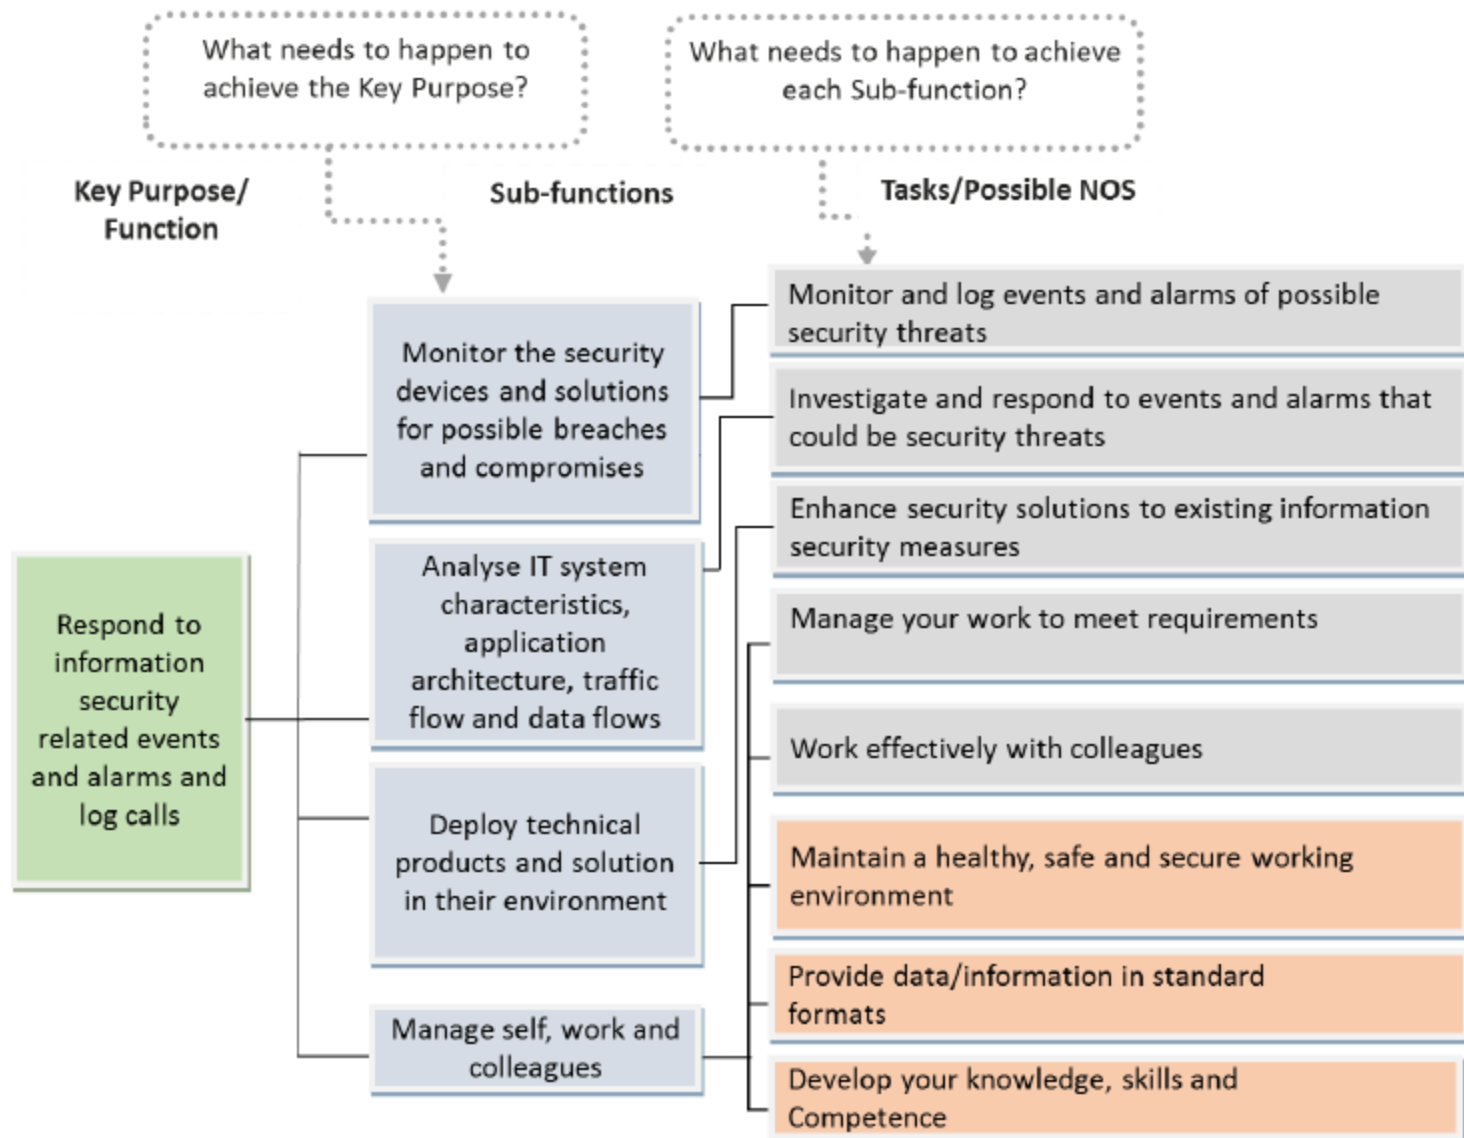 What needs to happen to
achieve the Key Purpose?
What needs to happen to achieve
each Sub-function?
Key Purpose/
Function
Sub-functions
Tasks/Possible NOS
Respond to
information
security
related events
and alarms and
log calls
Monitor the security
devices and solutions
for possible breaches
and compromises
Analyse IT system
characteristics,
application
architecture, traffic
flow and data flows
Deploy technical
products and solution
in their environment
Manage self, work and
colleagues
Monitor and log events and alarms of possible
security threats
Investigate and respond to events and alarms that
could be security threats
Enhance security solutions to existing information
security measures
Manage your work to meet requirements
Work effectively with colleagues
Maintain a healthy, safe and secure working
environment
Provide data/information in standard
formats
Develop your knowledge, skills and
Competence